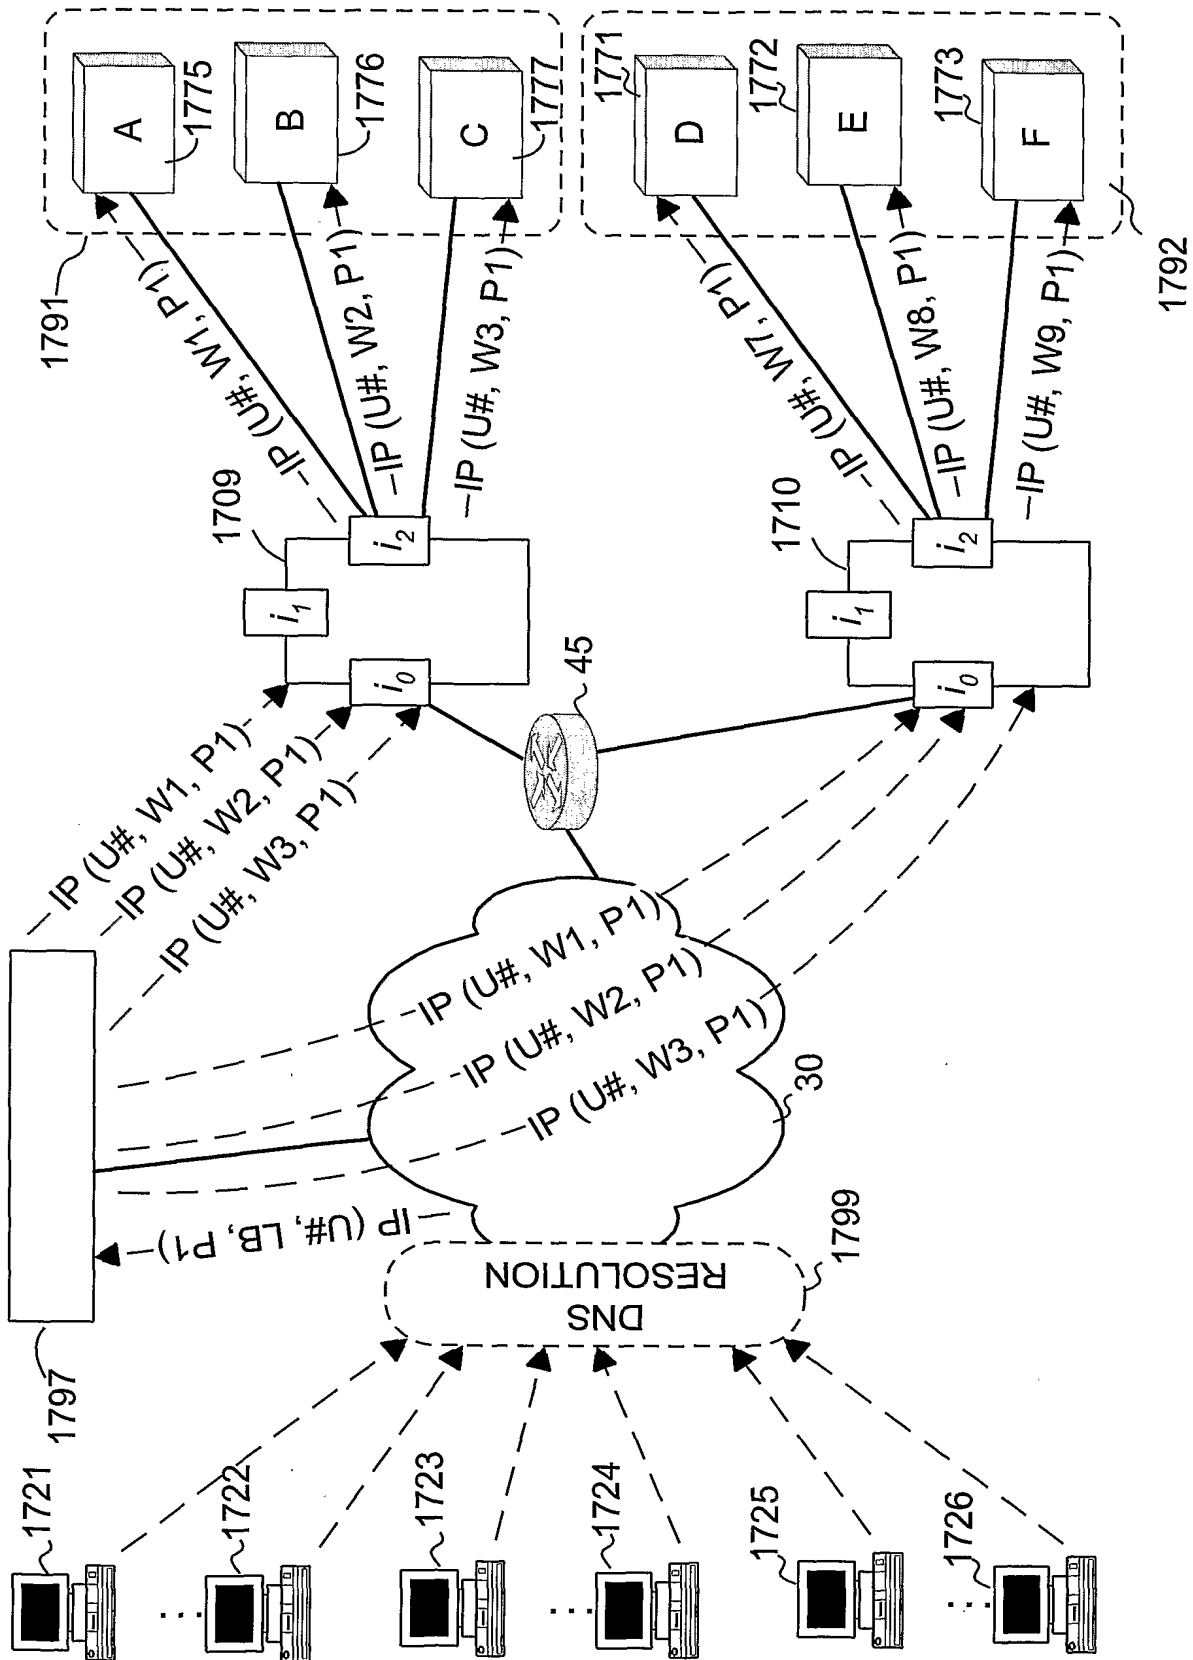 1721
1722
1723
1724
1725
1726
1797
DNS
RESOLUTION
1799
IP (U#, LB, P1)
30
IP (U#, W1, P1)
IP (U#, W2, P1)
IP (U#, W3, P1)
IP (U#, W1, P1)
IP (U#, W2, P1)
IP (U#, W3, P1)
45
i0
i1
i2
1709
i0
i1
i2
1710
IP (U#, W1, P1)
IP (U#, W2, P1)
IP (U#, W3, P1)
IP (U#, W7, P1)
IP (U#, W8, P1)
IP (U#, W9, P1)
1791
A
1775
B
1776
C
1777
D
1771
E
1772
F
1773
1792